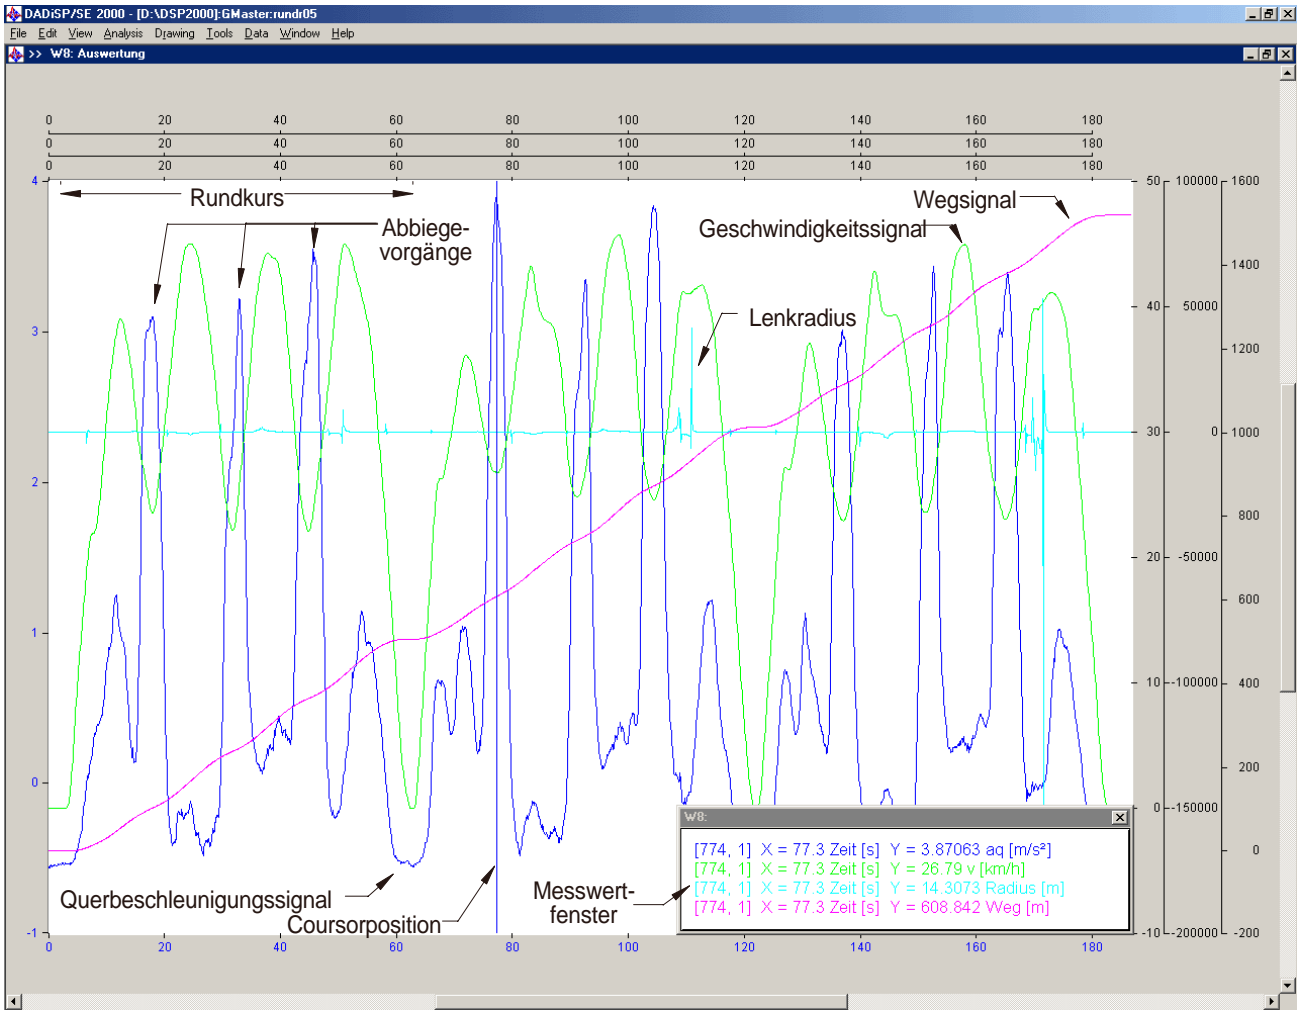 DADiSP/SE 2000 - [D:\DSP2000]:GMaster:rundr05
File Edit View Analysis Drawing Tools Data Window Help
>> W8: Auswertung
0 20 40 60 80 100 120 140 160 180
0 20 40 60 80 100 120 140 160 180
0 20 40 60 80 100 120 140 160 180
4 50 100000 1600
Rundkurs
Wegsignal
Abbiege-
vorgänge
Geschwindigkeitssignal
1400
40 50000
Lenkradius
3
1200
30 0 1000
2
800
20 -50000
600
1
10 -100000 400
0
200
0 -150000
W8:
[774, 1] X = 77.3 Zeit [s] Y = 3.87063 aq [m/s²]
[774, 1] X = 77.3 Zeit [s] Y = 26.79 v [km/h]
[774, 1] X = 77.3 Zeit [s] Y = 14.3073 Radius [m]
[774, 1] X = 77.3 Zeit [s] Y = 608.842 Weg [m]
0
Querbeschleunigungssignal
Coursorposition
Messwert-
fenster
-1 -10 -200000 -200
0 20 40 60 80 100 120 140 160 180